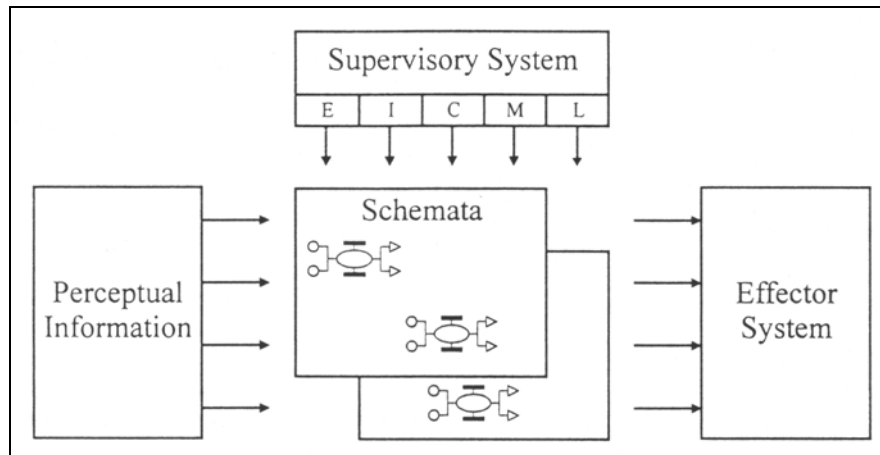 Supervisory System
E I C M L
Schemata
Perceptual
Information
Effector
System